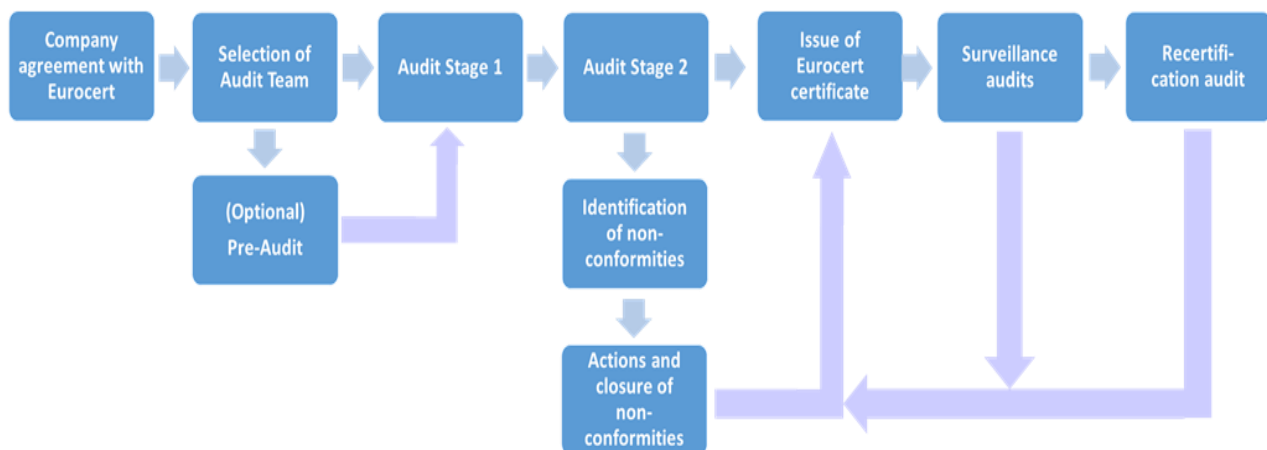 Company
agreement with
Eurocert
Selection of
Audit Team
Audit Stage 1
Audit Stage 2
Issue of
Eurocert
certificate
Surveillance
audits
Recertifi-
cation audit
(Optional)
Pre-Audit
Identification
of non-
conformities
Actions and
closure of
non-
conformities